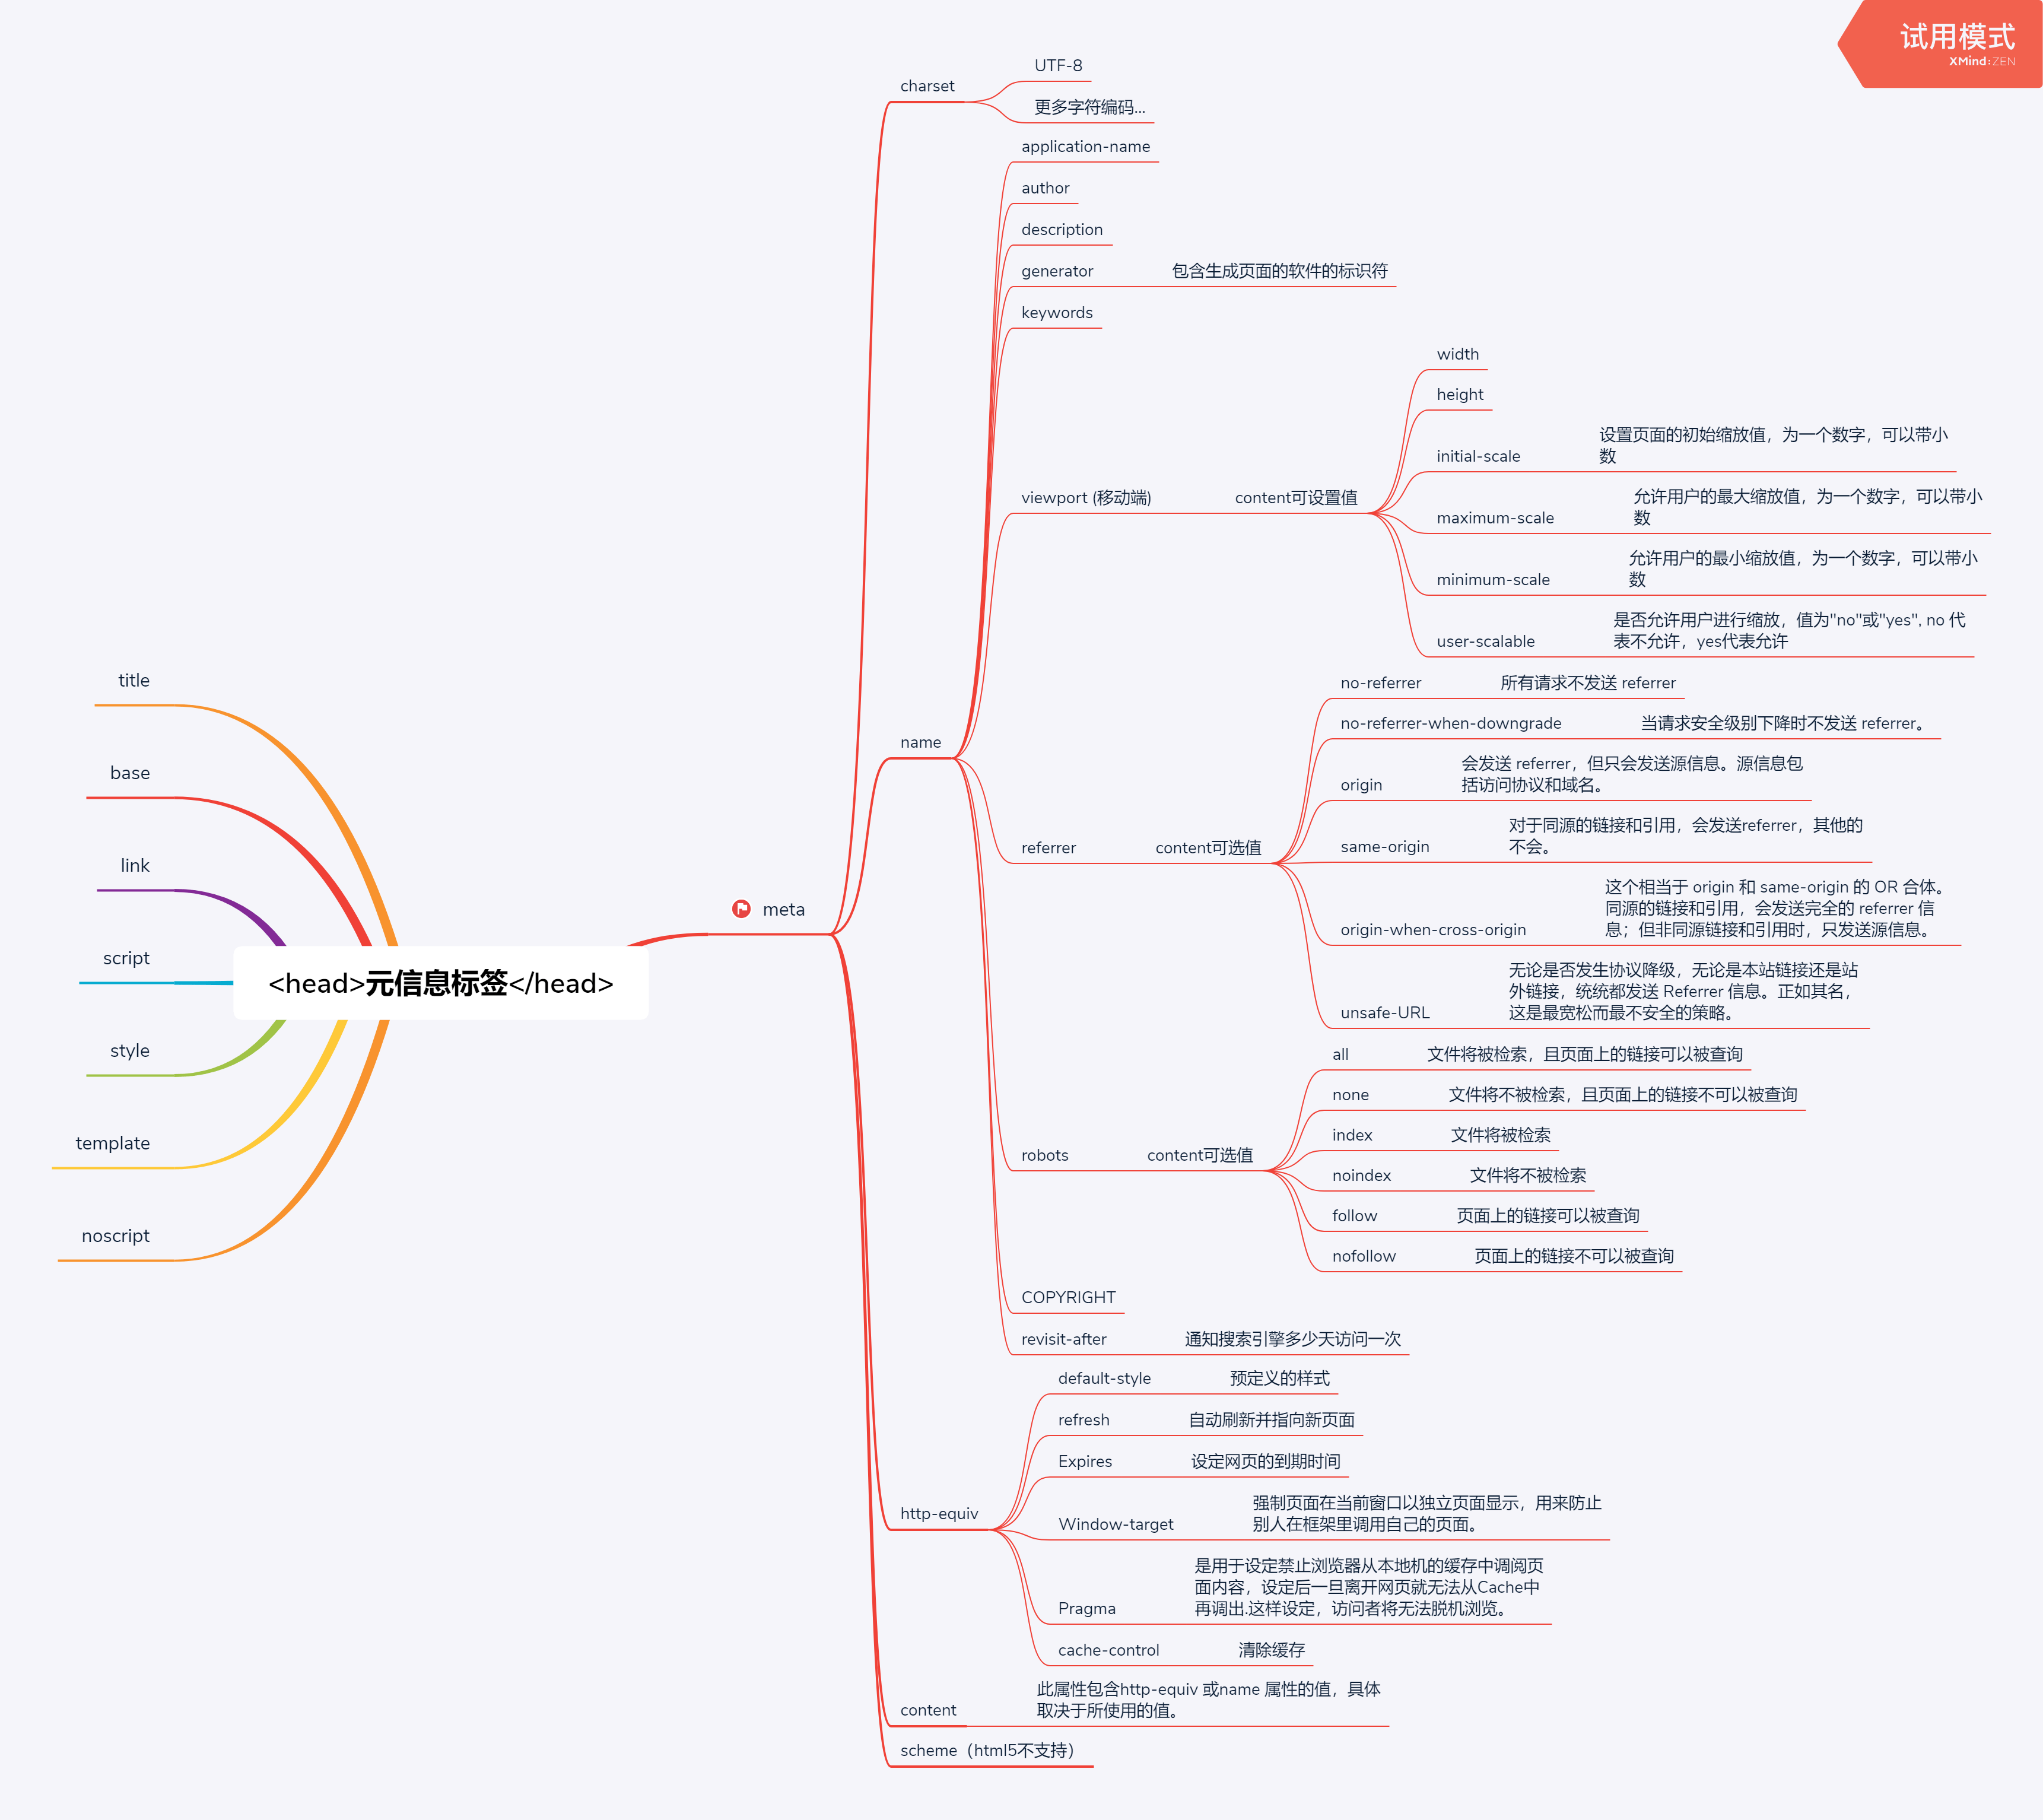 试用模式
XMind:ZEN
<head>元信息标签</head>
title
base
link
script
style
template
noscript
meta
charset
UTF-8
更多字符编码...
name
application-name
author
description
generator
包含生成页面的软件的标识符
keywords
viewport (移动端)
content可设置值
width
height
initial-scale
设置页面的初始缩放值，为一个数字，可以带小
数
maximum-scale
允许用户的最大缩放值，为一个数字，可以带小
数
minimum-scale
允许用户的最小缩放值，为一个数字，可以带小
数
user-scalable
是否允许用户进行缩放，值为"no"或"yes", no 代
表不允许，yes代表允许
referrer
content可选值
no-referrer
所有请求不发送 referrer
no-referrer-when-downgrade
当请求安全级别下降时不发送 referrer。
origin
会发送 referrer，但只会发送源信息。源信息包
括访问协议和域名。
same-origin
对于同源的链接和引用，会发送referrer，其他的
不会。
origin-when-cross-origin
这个相当于 origin 和 same-origin 的 OR 合体。
同源的链接和引用，会发送完全的 referrer 信
息；但非同源链接和引用时，只发送源信息。
unsafe-URL
无论是否发生协议降级，无论是本站链接还是站
外链接，统统都发送 Referrer 信息。正如其名，
这是最宽松而最不安全的策略。
robots
content可选值
all
文件将被检索，且页面上的链接可以被查询
none
文件将不被检索，且页面上的链接不可以被查询
index
文件将被检索
noindex
文件将不被检索
follow
页面上的链接可以被查询
nofollow
页面上的链接不可以被查询
COPYRIGHT
revisit-after
通知搜索引擎多少天访问一次
http-equiv
default-style
预定义的样式
refresh
自动刷新并指向新页面
Expires
设定网页的到期时间
Window-target
强制页面在当前窗口以独立页面显示，用来防止
别人在框架里调用自己的页面。
Pragma
是用于设定禁止浏览器从本地机的缓存中调阅页
面内容，设定后一旦离开网页就无法从Cache中
再调出.这样设定，访问者将无法脱机浏览。
cache-control
清除缓存
content
此属性包含http-equiv 或name 属性的值，具体
取决于所使用的值。
scheme（html5不支持）